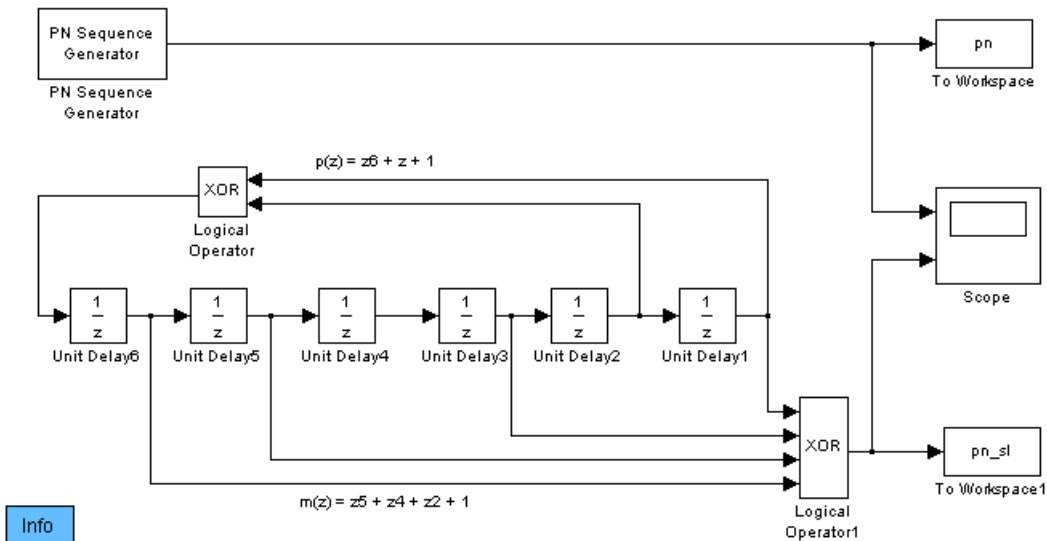 PN Sequence
Generator
PN Sequence
Generator
pn
To Workspace
p(z) = z6 + z + 1
XOR
Logical
Operator
Scope
1
z
Unit Delay6
1
z
Unit Delay5
1
z
Unit Delay4
1
z
Unit Delay3
1
z
Unit Delay2
1
z
Unit Delay1
XOR
Logical
Operator1
pn_sl
To Workspace1
m(z) = z5 + z4 + z2 + 1
Info